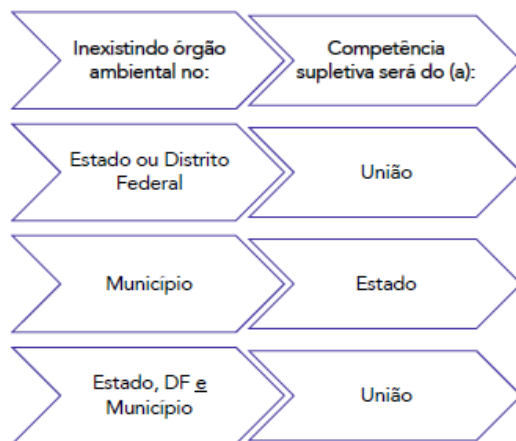 Inexistindo órgão
ambiental no:
Competência
supletiva será do (a):
Estado ou Distrito
Federal
União
Município
Estado
Estado, DF e
Município
União